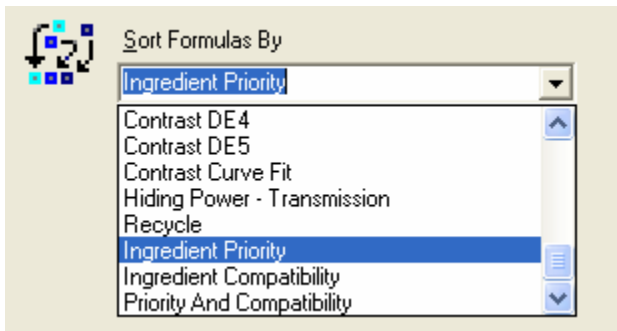 Sort Formulas By
Ingredient Priority
Contrast DE4
Contrast DE5
Contrast Curve Fit
Hiding Power - Transmission
Recycle
Ingredient Priority
Ingredient Compatibility
Priority And Compatibility